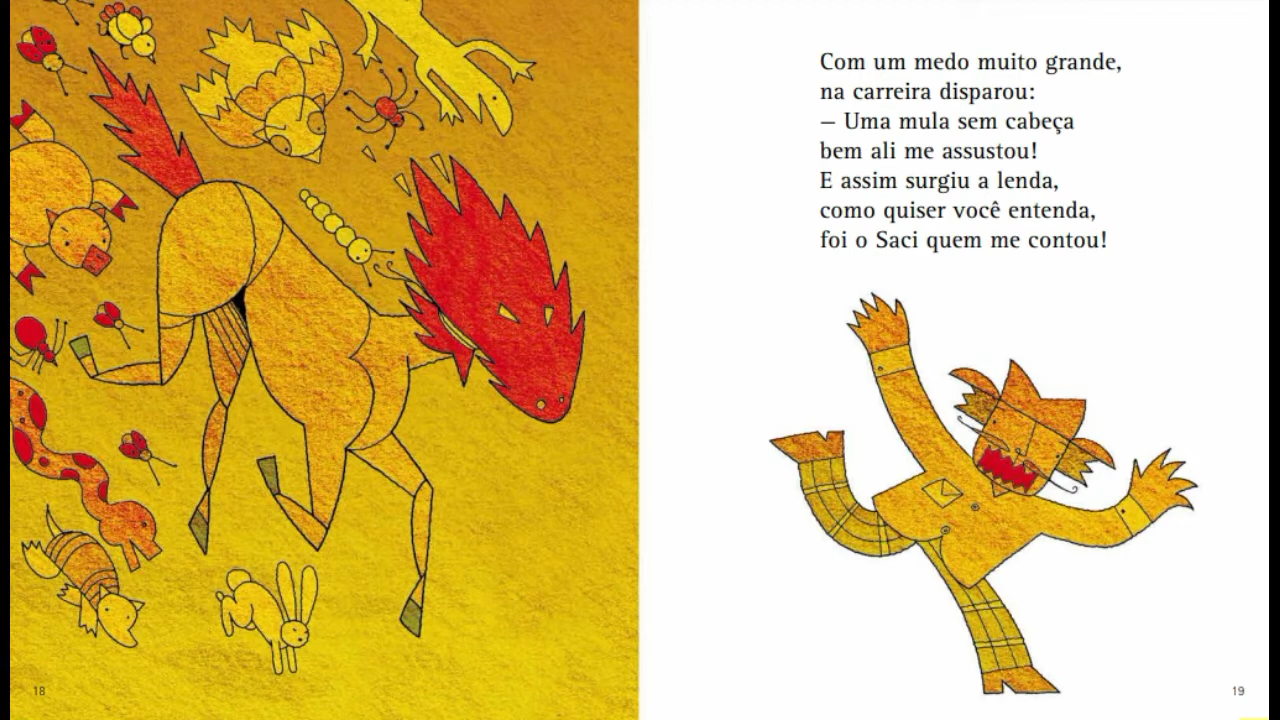 Com um medo muito grande,
na carreira disparou:
– Uma mula sem cabeça
bem ali me assustou!
E assim surgiu a lenda,
como quiser você entenda,
foi o Saci quem me contou!
18
19